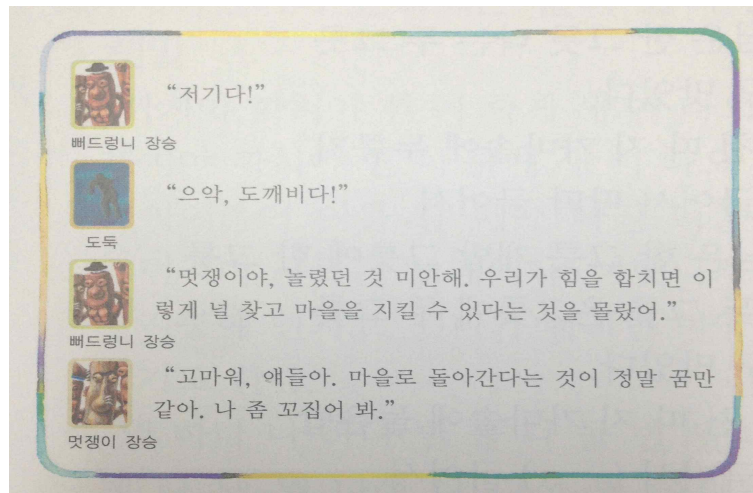 “저기다!”
뻐드렁니 장승
“으악, 도깨비다!”
도둑
“멋쟁이야, 놀렸던 것 미안해. 우리가 힘을 합치면 이
렇게 널 찾고 마을을 지킬 수 있다는 것을 몰랐어.”
뻐드렁니 장승
“고마워, 얘들아. 마을로 돌아간다는 것이 정말 꿈만
같아. 나 좀 꼬집어 봐.”
멋쟁이 장승